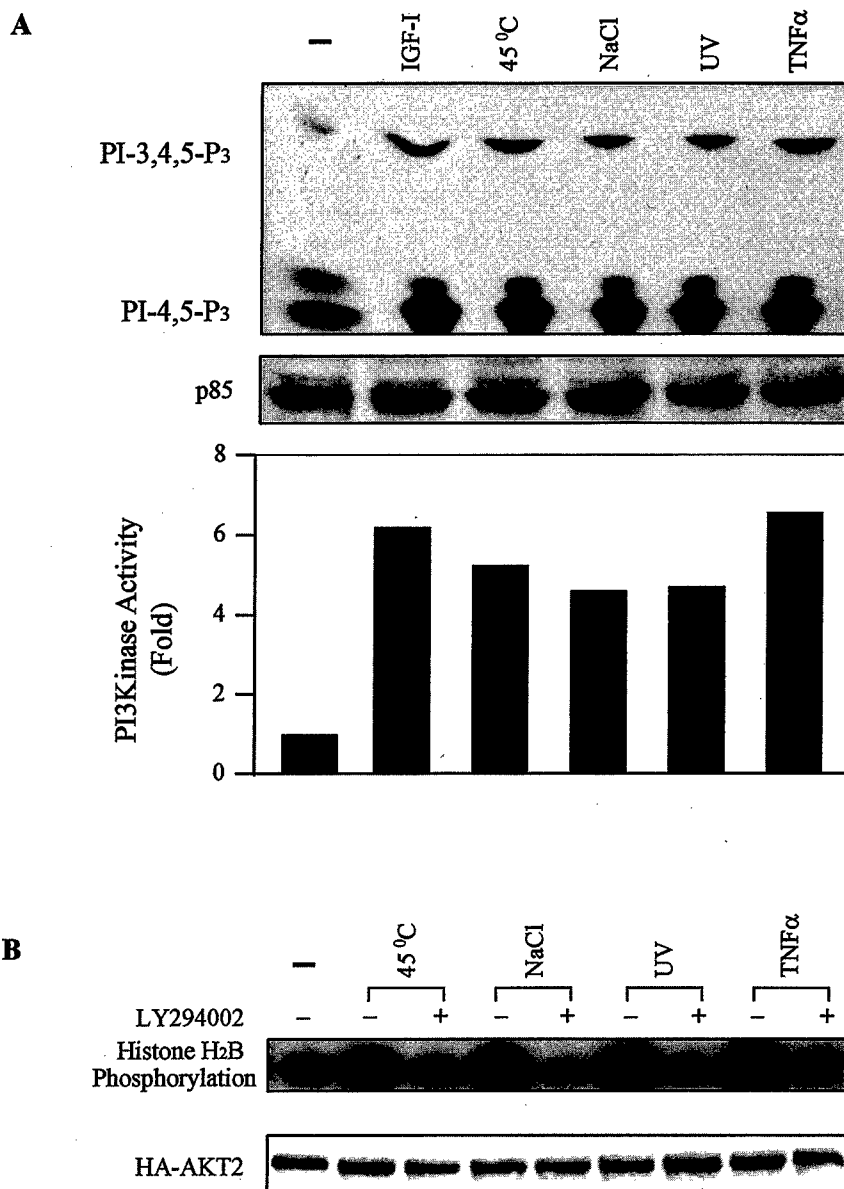 A
– IGF-I 45 ⁰C NaCl UV TNFα
PI-3,4,5-P₃
PI-4,5-P₃
p85
8
6
4
2
0
PI3Kinase Activity
(Fold)
B
– 45 ⁰C NaCl UV TNFα
LY294002 – – + – + – + – +
Histone H₂B
Phosphorylation
HA-AKT2